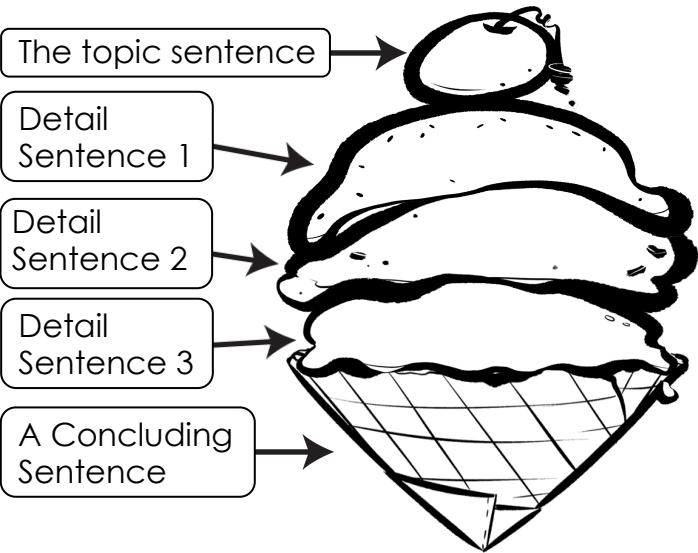 The topic sentence
Detail
Sentence 1
Detail
Sentence 2
Detail
Sentence 3
A Concluding
Sentence